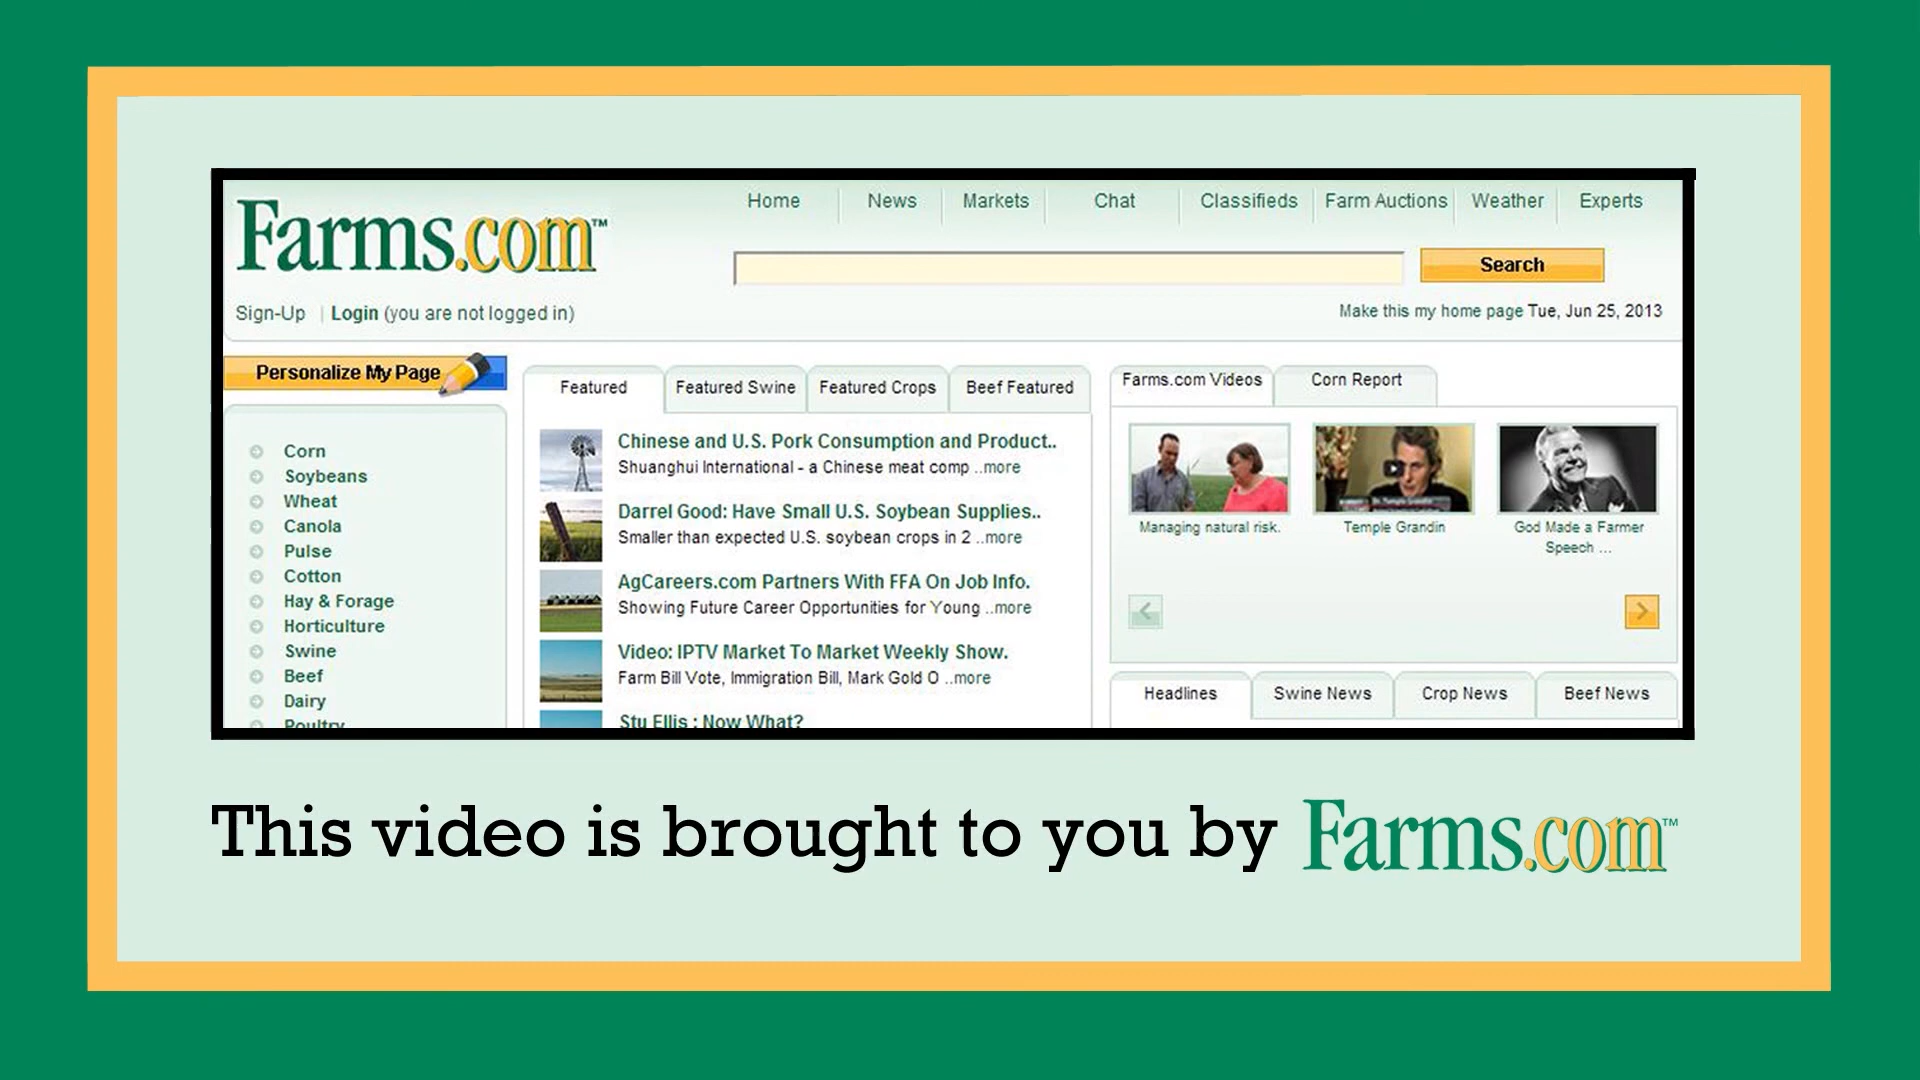 Farms.com™
Home News Markets Chat Classifieds Farm Auctions Weather Experts
Search
Sign-Up | Login (you are not logged in)
Make this my home page Tue, Jun 25, 2013
Personalize My Page
Corn
Soybeans
Wheat
Canola
Pulse
Cotton
Hay & Forage
Horticulture
Swine
Beef
Dairy
Poultry
Featured Featured Swine Featured Crops Beef Featured
Chinese and U.S. Pork Consumption and Product..
Shuanghui International - a Chinese meat comp ..more
Darrel Good: Have Small U.S. Soybean Supplies..
Smaller than expected U.S. soybean crops in 2 ..more
AgCareers.com Partners With FFA On Job Info.
Showing Future Career Opportunities for Young ..more
Video: IPTV Market To Market Weekly Show.
Farm Bill Vote, Immigration Bill, Mark Gold O ..more
Stu Ellis : Now What?
Farms.com Videos Corn Report
Managing natural risk.
Temple Grandin
God Made a Farmer
Speech ...
Headlines Swine News Crop News Beef News
This video is brought to you by Farms.com™